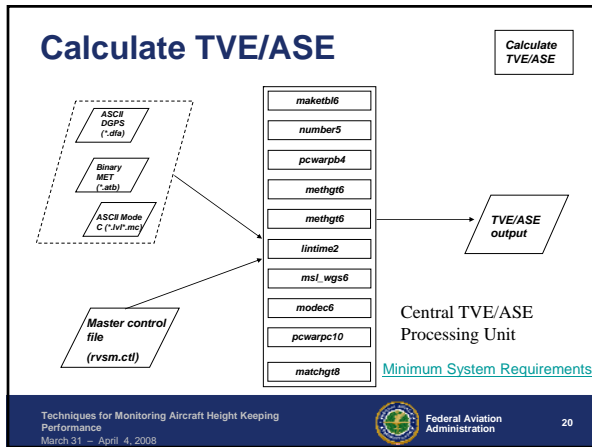 Calculate TVE/ASE
Calculate
TVE/ASE
ASCII
DGPS
(*.dfa)
Binary
MET
(*.atb)
ASCII Mode
C (*.lvl*.mc)
Master control
file
(rvsm.ctl)
maketbl6
number5
pcwarpb4
methgt6
methgt6
lintime2
msl_wgs6
modec6
pcwarpc10
matchgt8
TVE/ASE
output
Central TVE/ASE
Processing Unit
Minimum System Requirements
Techniques for Monitoring Aircraft Height Keeping
Performance
March 31 – April 4, 2008
Federal Aviation
Administration
20